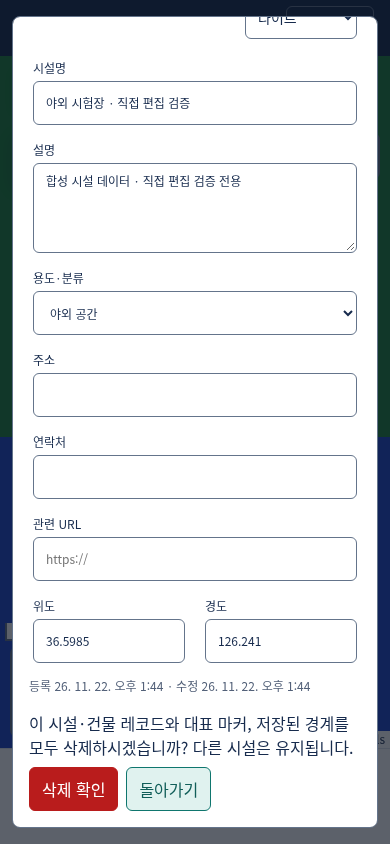 라이트
시설명
야외 시험장 · 직접 편집 검증
설명
합성 시설 데이터 · 직접 편집 검증 전용
용도·분류
야외 공간
주소
연락처
관련 URL
https://
위도 경도
36.5985 126.241
등록 26. 11. 22. 오후 1:44 · 수정 26. 11. 22. 오후 1:44
이 시설·건물 레코드와 대표 마커, 저장된 경계를
모두 삭제하시겠습니까? 다른 시설은 유지됩니다.
삭제 확인 돌아가기